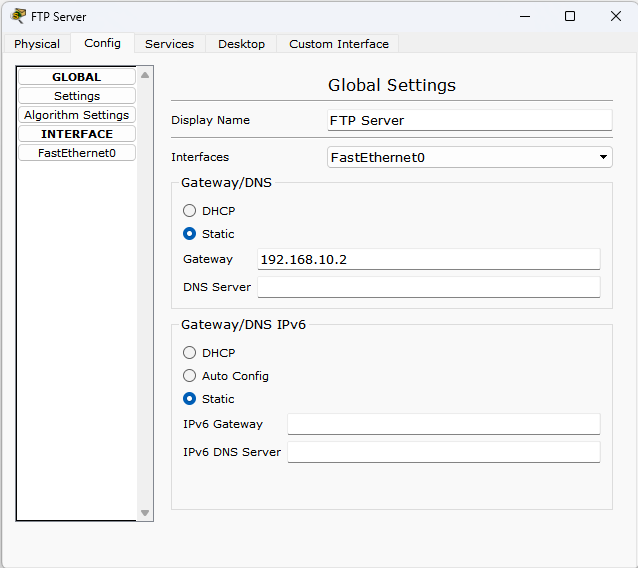 FTP Server
Physical Config Services Desktop Custom Interface
GLOBAL
Settings
Algorithm Settings
INTERFACE
FastEthernet0
Global Settings
Display Name FTP Server
Interfaces FastEthernet0
Gateway/DNS
DHCP
Static
Gateway 192.168.10.2
DNS Server
Gateway/DNS IPv6
DHCP
Auto Config
Static
IPv6 Gateway
IPv6 DNS Server